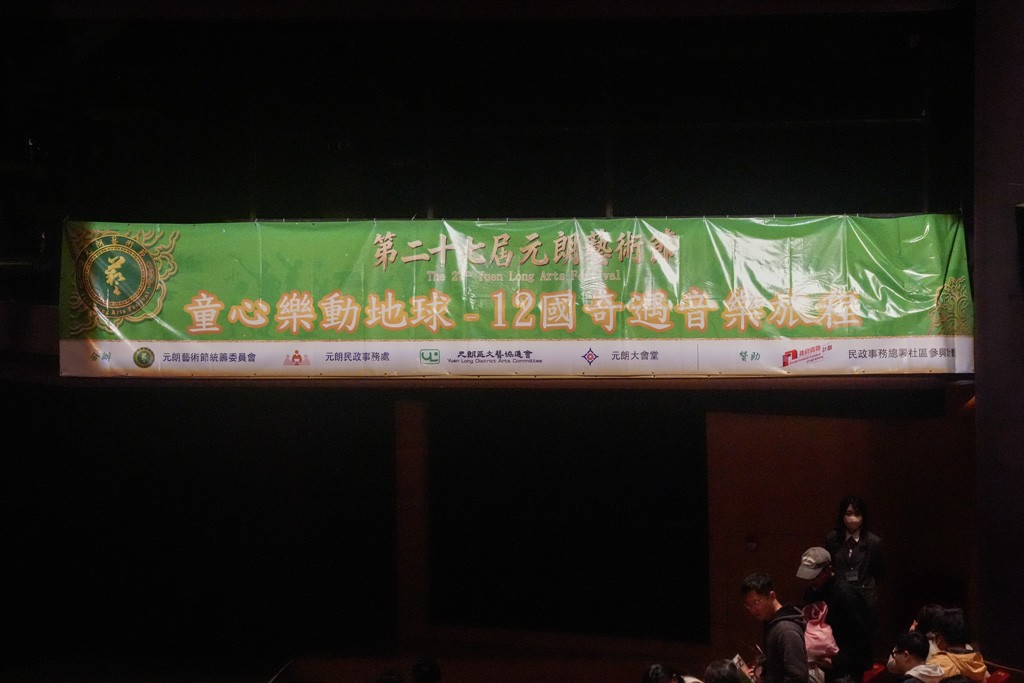 第二十七屆元朗藝術節
The 27th Yuen Long Arts Festival
童心樂動地球 - 12國奇遇音樂旅程
合辦 元朗藝術節統籌委員會 元朗民政事務處 元朗區文藝協進會 元朗大會堂 贊助 民政事務總署社區參與計劃
Yuen Long District Arts Committee